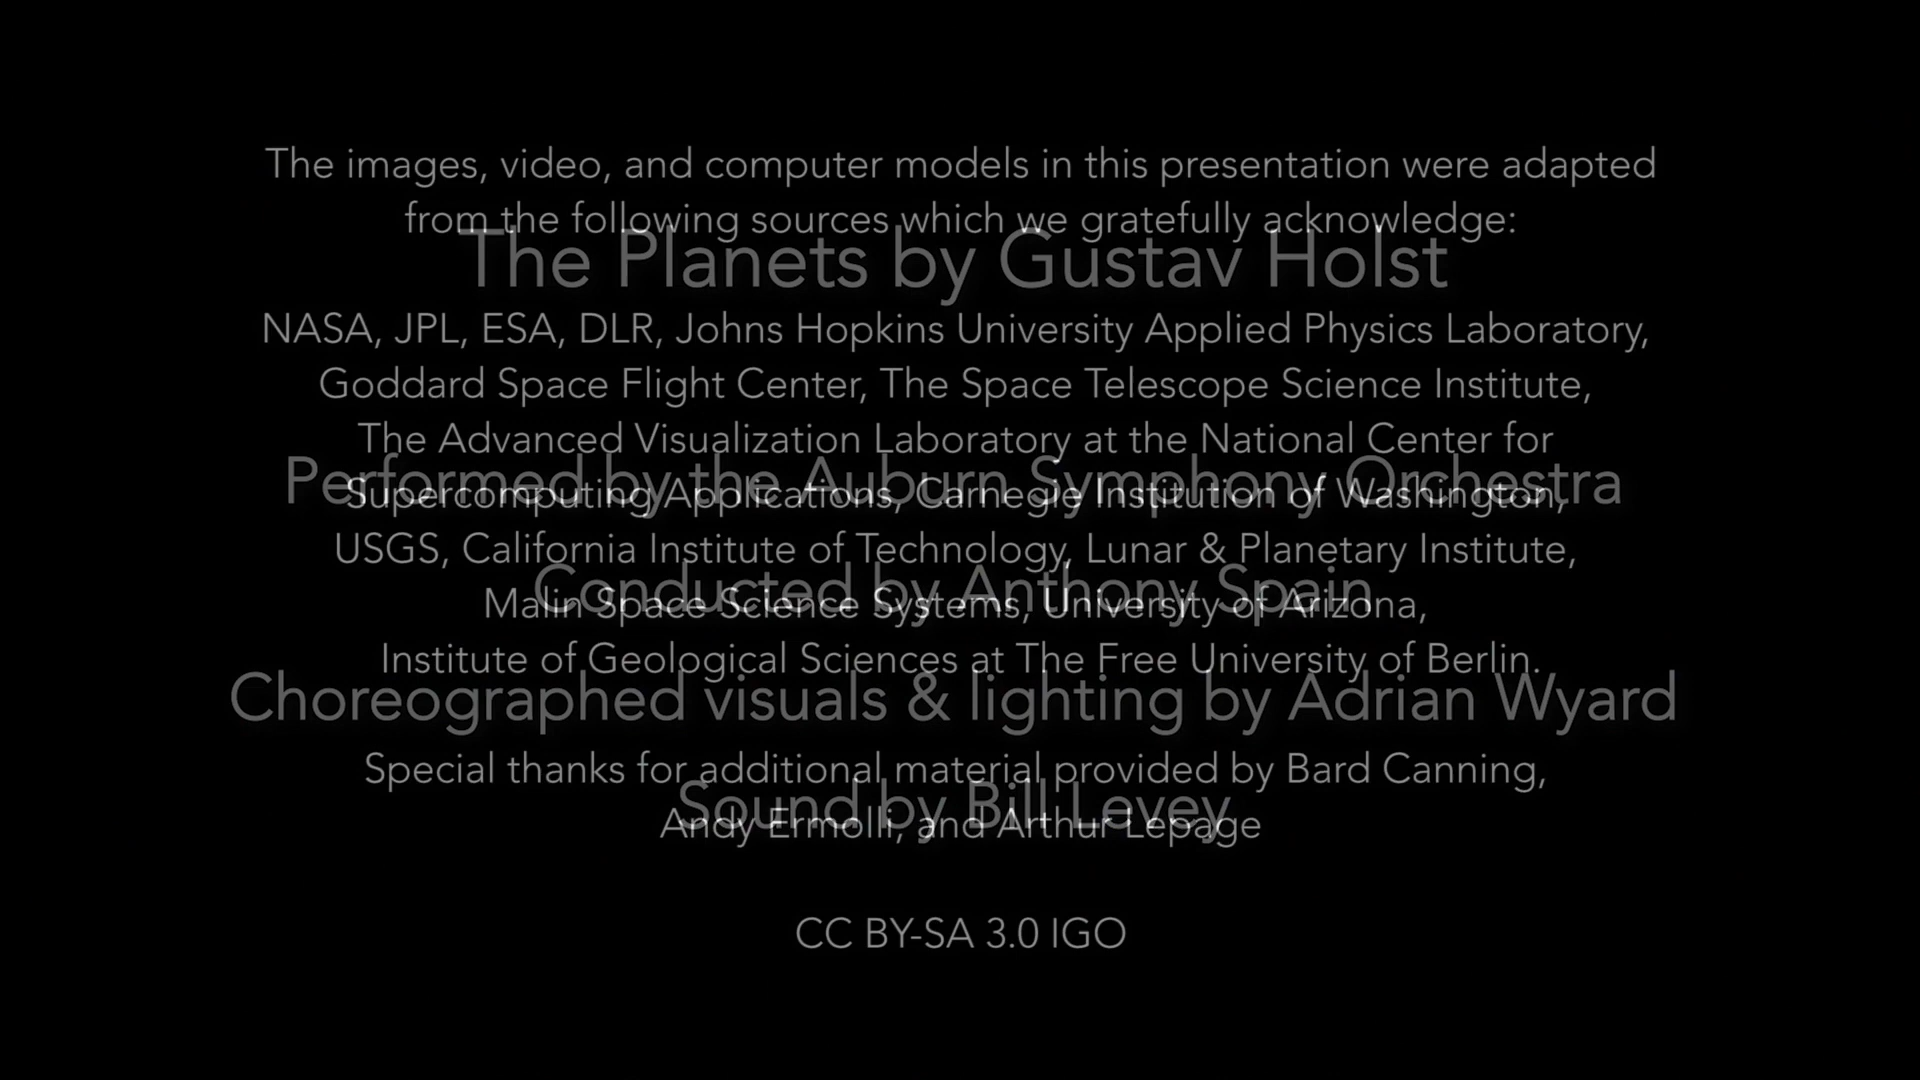 The images, video, and computer models in this presentation were adapted
from the following sources which we gratefully acknowledge:
The Planets by Gustav Holst
NASA, JPL, ESA, DLR, Johns Hopkins University Applied Physics Laboratory,
Goddard Space Flight Center, The Space Telescope Science Institute,
The Advanced Visualization Laboratory at the National Center for
Performed by the Auburn Symphony Orchestra
Supercomputing Applications, Carnegie Institution of Washington,
USGS, California Institute of Technology, Lunar & Planetary Institute,
Conducted by Anthony Spain
Malin Space Science Systems, University of Arizona,
Institute of Geological Sciences at The Free University of Berlin.
Choreographed visuals & lighting by Adrian Wyard
Special thanks for additional material provided by Bard Canning,
Sound by Bill Levey
Andy Ermolli, and Arthur Lepage
CC BY-SA 3.0 IGO